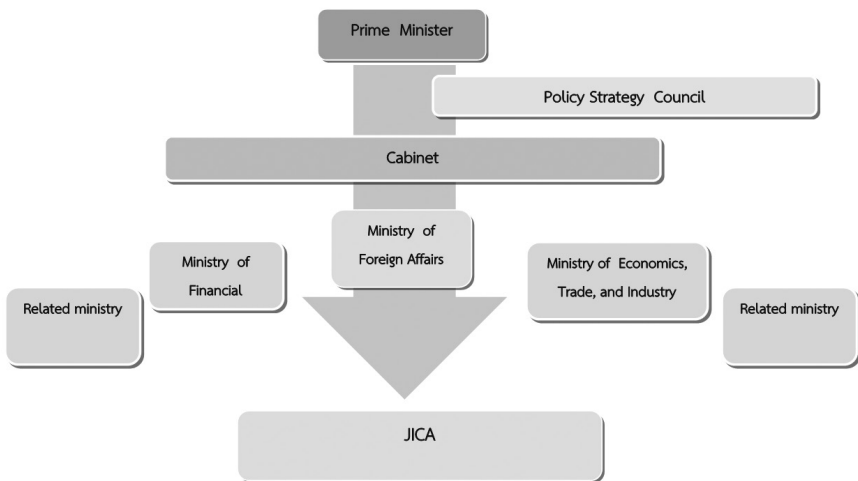 Prime Minister
Policy Strategy Council
Cabinet
Ministry of
Foreign Affairs
Ministry of
Financial
Ministry of Economics,
Trade, and Industry
Related ministry
Related ministry
JICA